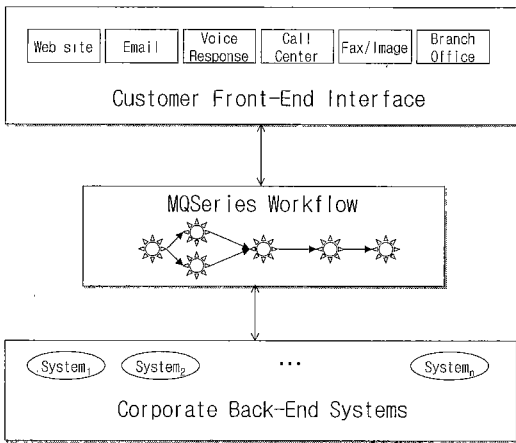 Web site
Email
Voice
Response
Call
Center
Fax/Image
Branch
Office
Customer Front-End Interface
MQSeries Workflow
System₁
System₂
...
Systemₙ
Corporate Back-End Systems